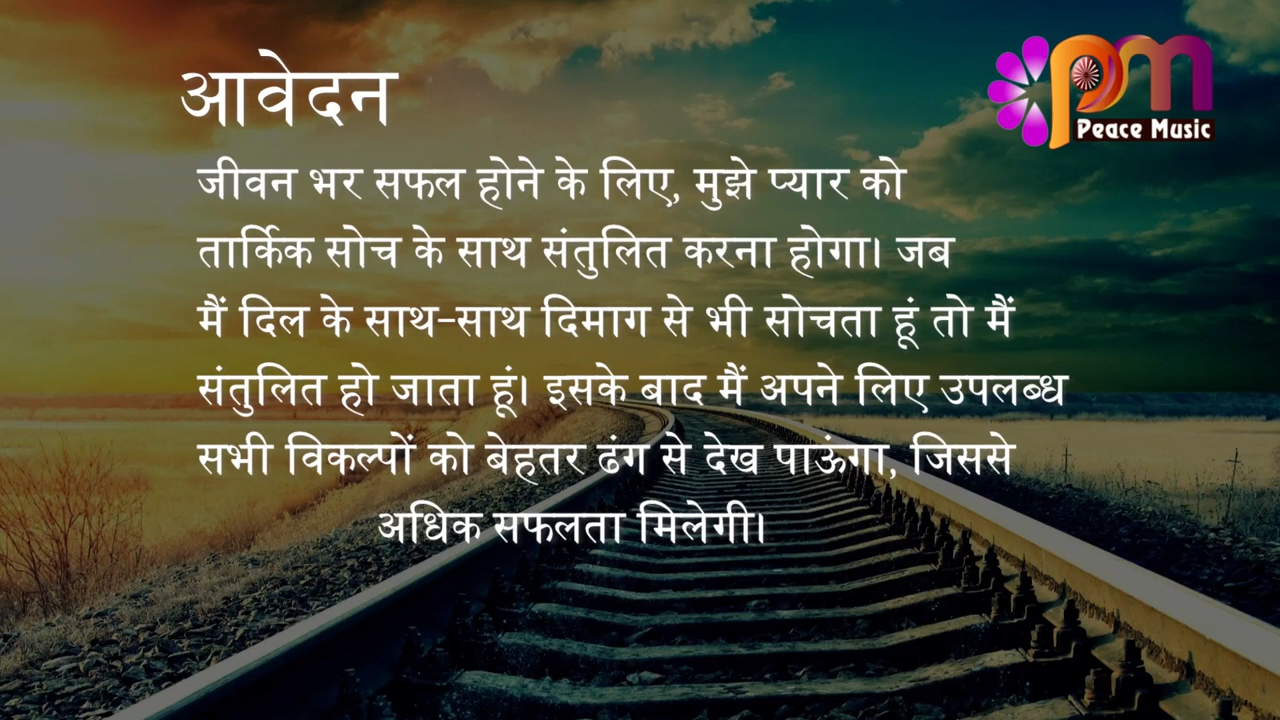 आवेदन
pm
Peace Music
जीवन भर सफल होने के लिए, मुझे प्यार को
तार्किक सोच के साथ संतुलित करना होगा। जब
मैं दिल के साथ-साथ दिमाग से भी सोचता हूं तो मैं
संतुलित हो जाता हूं। इसके बाद मैं अपने लिए उपलब्ध
सभी विकल्पों को बेहतर ढंग से देख पाऊंगा, जिससे
अधिक सफलता मिलेगी।